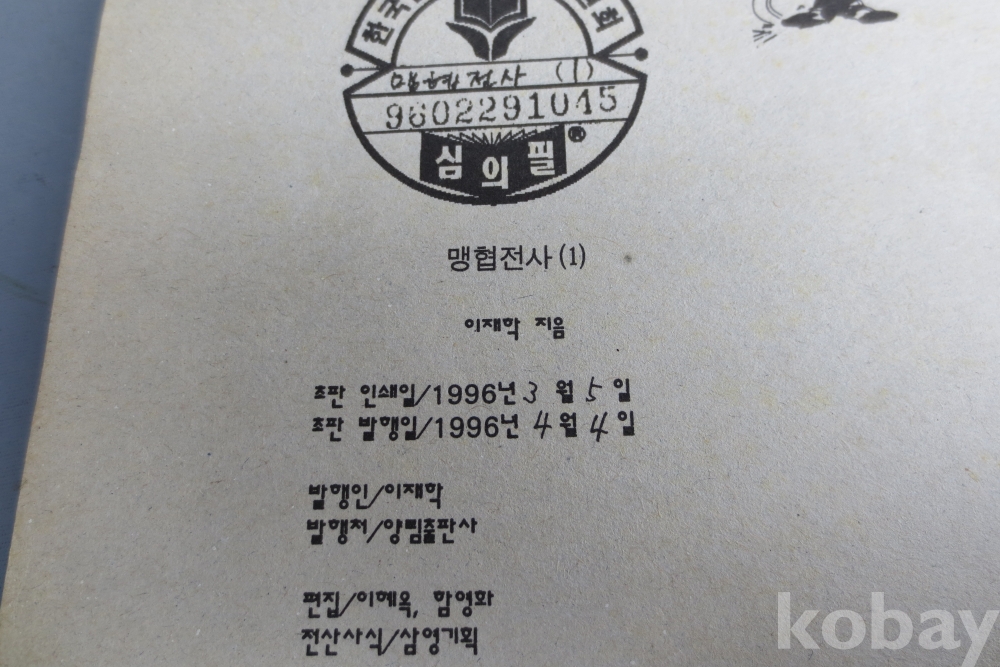 한국
회
맹협전사 (1)
9602291045
심의필 ®
맹협전사 (1)
이재학 지음
초판 인쇄일/1996년 3월 5일
초판 발행일/1996년 4월 4일
발행인/이재학
발행처/양림출판사
편집/이혜옥, 함영화
전산사식/삼영기획
kobay